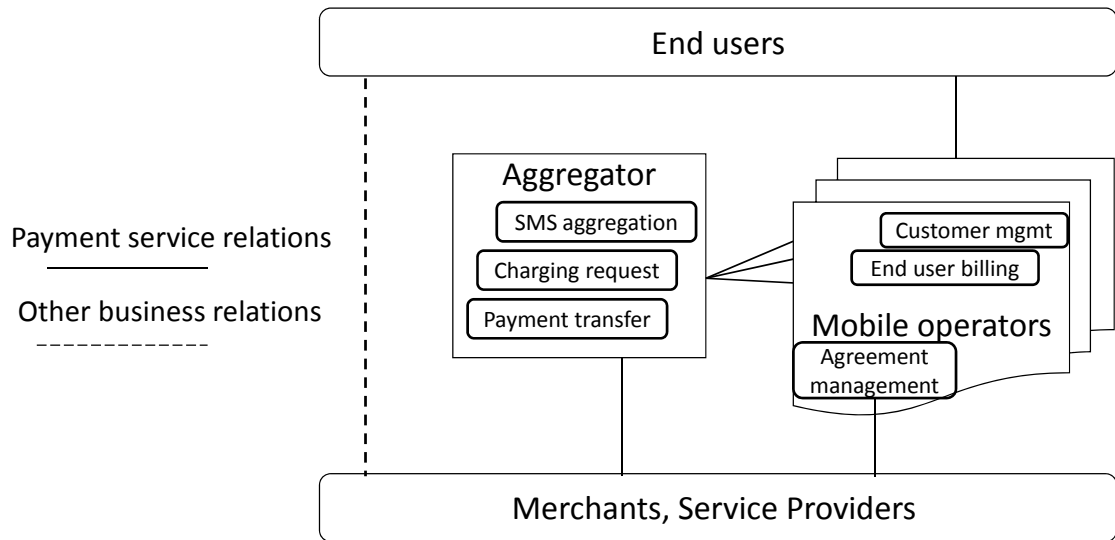 End users
Aggregator
SMS aggregation
Charging request
Payment transfer
Customer mgmt
End user billing
Mobile operators
Agreement
management
Payment service relations
Other business relations
Merchants, Service Providers